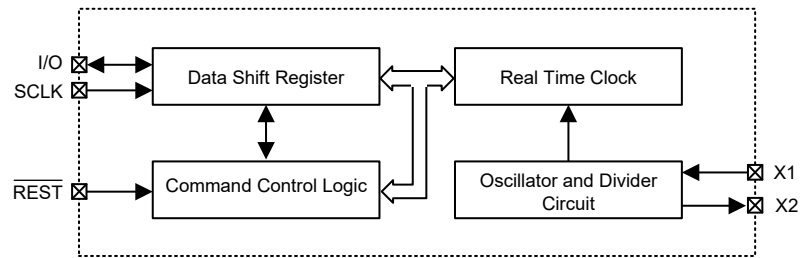 I/O
SCLK
Data Shift Register
Real Time Clock
REST
Command Control Logic
Oscillator and Divider
Circuit
X1
X2